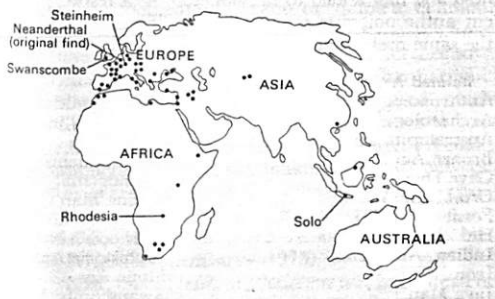 Steinheim
Neanderthal
(original find)
EUROPE
Swanscombe
ASIA
AFRICA
Rhodesia
Solo
AUSTRALIA